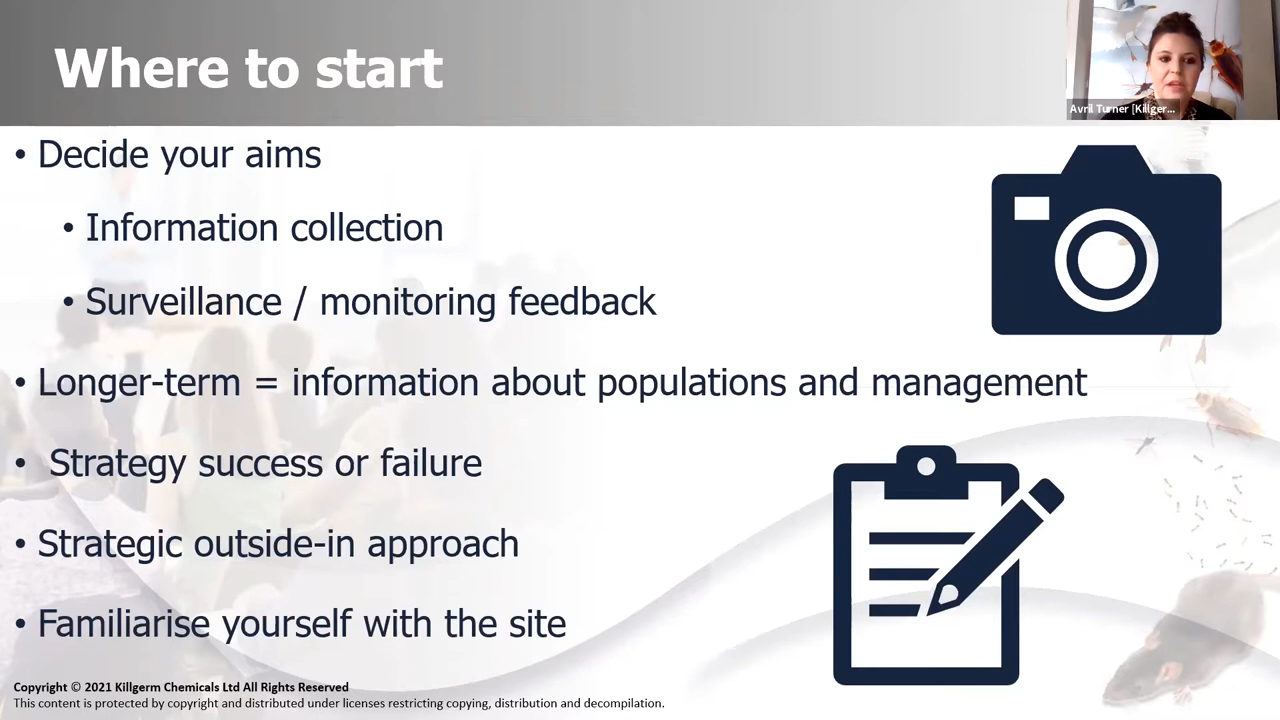 Where to start
Avril Turner [Killger...
• Decide your aims
• Information collection
• Surveillance / monitoring feedback
• Longer-term = information about populations and management
• Strategy success or failure
• Strategic outside-in approach
• Familiarise yourself with the site
Copyright © 2021 Killgerm Chemicals Ltd All Rights Reserved
This content is protected by copyright and distributed under licenses restricting copying, distribution and decompilation.